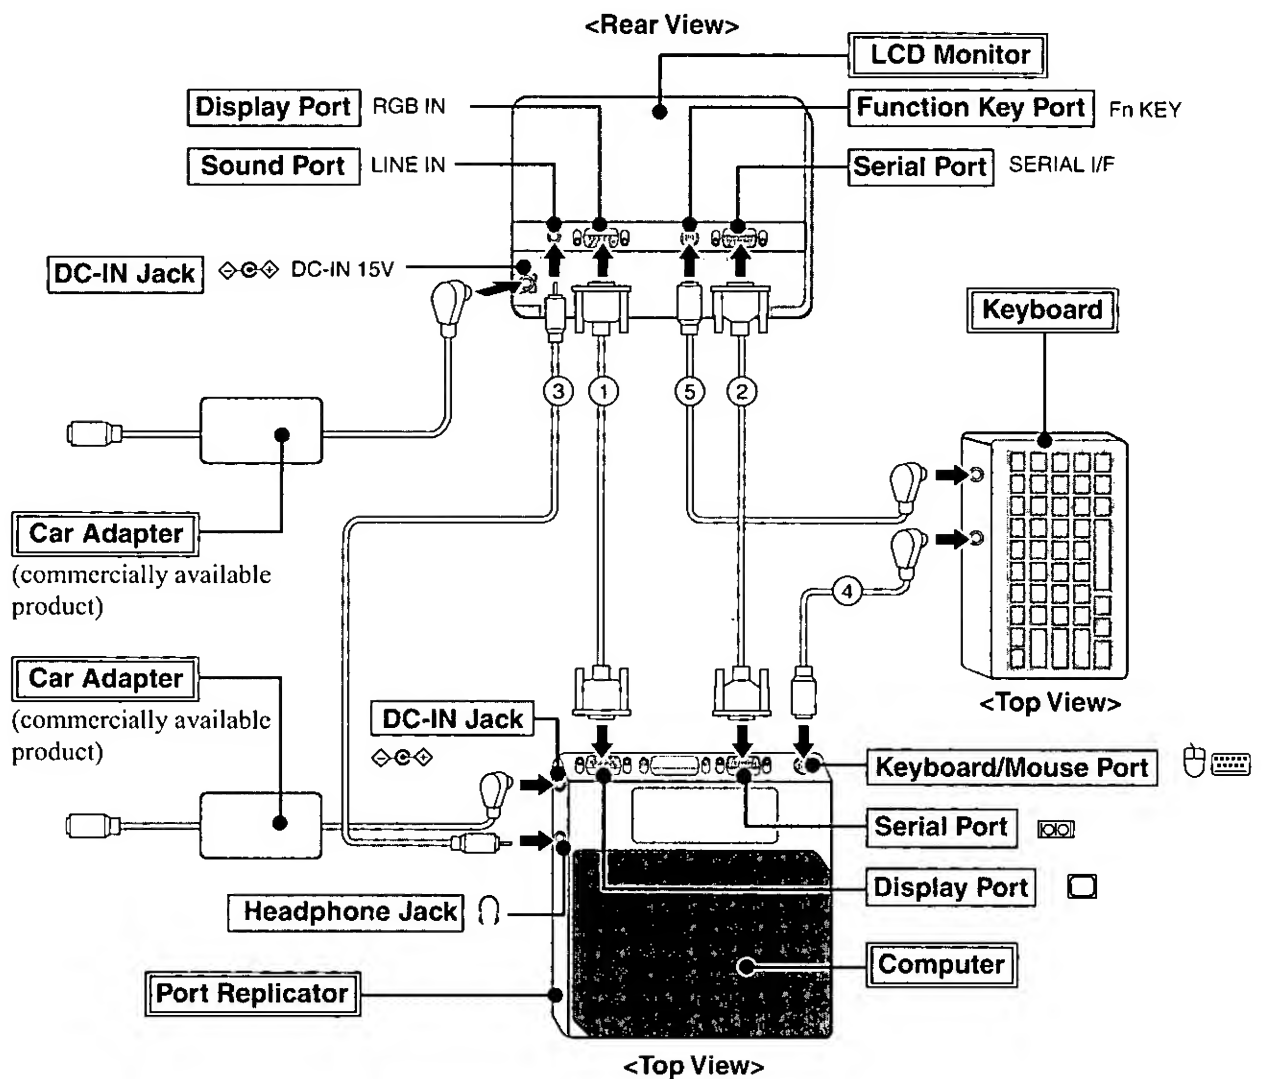 <Rear View>
LCD Monitor
Display Port RGB IN
Function Key Port Fn KEY
Sound Port LINE IN
Serial Port SERIAL I/F
DC-IN Jack DC-IN 15V
Keyboard
3
1
5
2
Car Adapter
(commercially available
product)
4
Car Adapter
(commercially available
product)
<Top View>
DC-IN Jack
Keyboard/Mouse Port
Serial Port
Display Port
Headphone Jack
Computer
Port Replicator
<Top View>